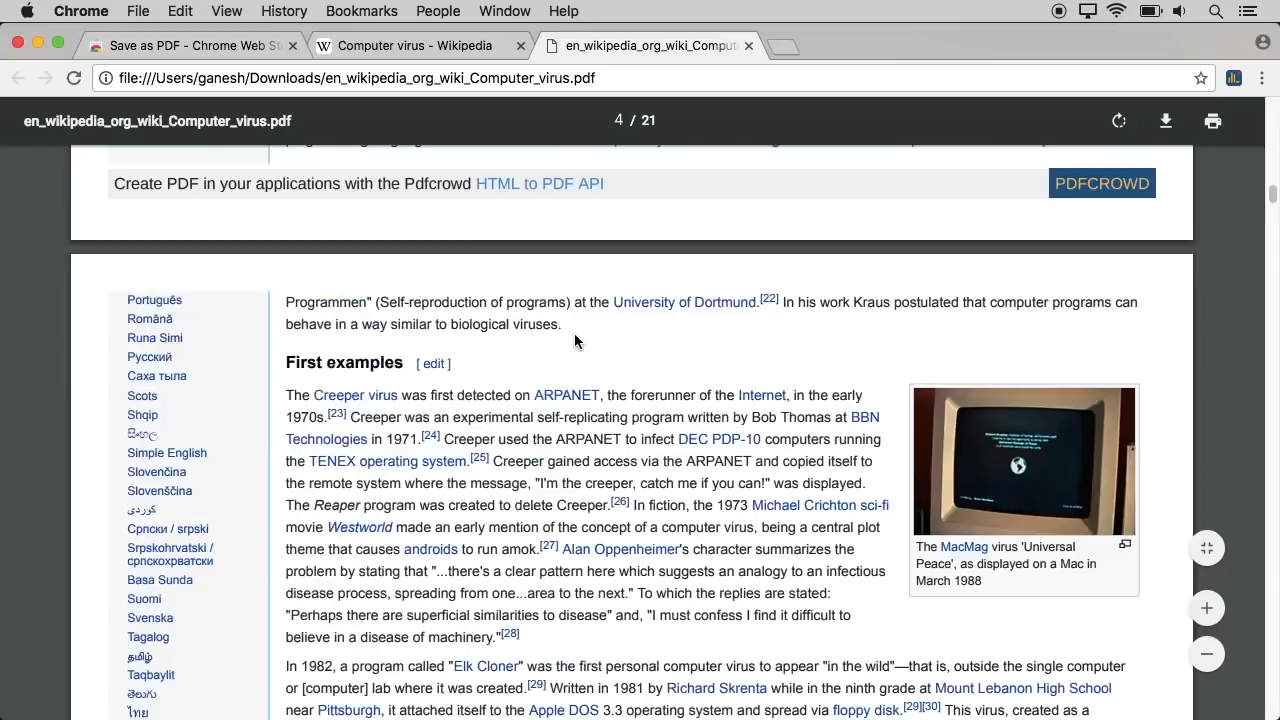 Chrome File Edit View History Bookmarks People Window Help
Save as PDF - Chrome Web St
Computer virus - Wikipedia
en_wikipedia_org_wiki_Comput
file:///Users/ganesh/Downloads/en_wikipedia_org_wiki_Computer_virus.pdf
en_wikipedia_org_wiki_Computer_virus.pdf
4 / 21
Create PDF in your applications with the Pdfcrowd HTML to PDF API
PDFCROWD
Português
Română
Runa Simi
Русский
Саха тыла
Scots
Shqip
සිංහල
Simple English
Slovenčina
Slovenščina
کوردی
Српски / srpski
Srpskohrvatski /
српскохрватски
Basa Sunda
Suomi
Svenska
Tagalog
தமிழ்
Taqbaylit
తెలుగు
ไทย
Programmen" (Self-reproduction of programs) at the University of Dortmund.[22] In his work Kraus postulated that computer programs can
behave in a way similar to biological viruses.
First examples [ edit ]
The Creeper virus was first detected on ARPANET, the forerunner of the Internet, in the early
1970s.[23] Creeper was an experimental self-replicating program written by Bob Thomas at BBN
Technologies in 1971.[24] Creeper used the ARPANET to infect DEC PDP-10 computers running
the TENEX operating system.[25] Creeper gained access via the ARPANET and copied itself to
the remote system where the message, "I'm the creeper, catch me if you can!" was displayed.
The Reaper program was created to delete Creeper.[26] In fiction, the 1973 Michael Crichton sci-fi
movie Westworld made an early mention of the concept of a computer virus, being a central plot
theme that causes androids to run amok.[27] Alan Oppenheimer's character summarizes the
problem by stating that "...there's a clear pattern here which suggests an analogy to an infectious
disease process, spreading from one...area to the next." To which the replies are stated:
"Perhaps there are superficial similarities to disease" and, "I must confess I find it difficult to
believe in a disease of machinery."[28]
The MacMag virus 'Universal
Peace', as displayed on a Mac in
March 1988
In 1982, a program called "Elk Cloner" was the first personal computer virus to appear "in the wild"—that is, outside the single computer
or [computer] lab where it was created.[29] Written in 1981 by Richard Skrenta while in the ninth grade at Mount Lebanon High School
near Pittsburgh, it attached itself to the Apple DOS 3.3 operating system and spread via floppy disk.[29][30] This virus, created as a